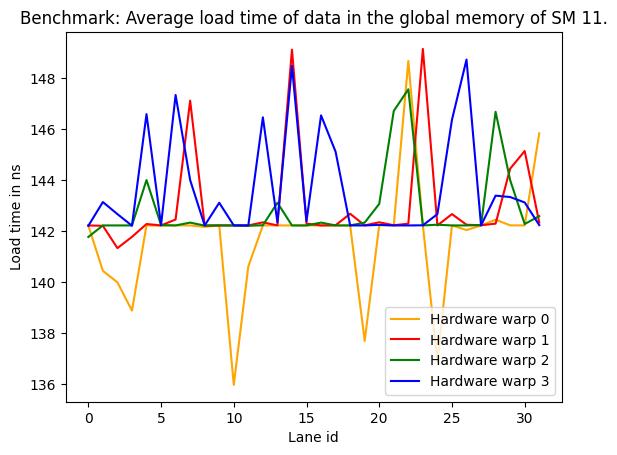 Benchmark: Average load time of data in the global memory of SM 11.
Load time in ns
148
146
144
142
140
138
136
Hardware warp 0
Hardware warp 1
Hardware warp 2
Hardware warp 3
0 5 10 15 20 25 30
Lane id